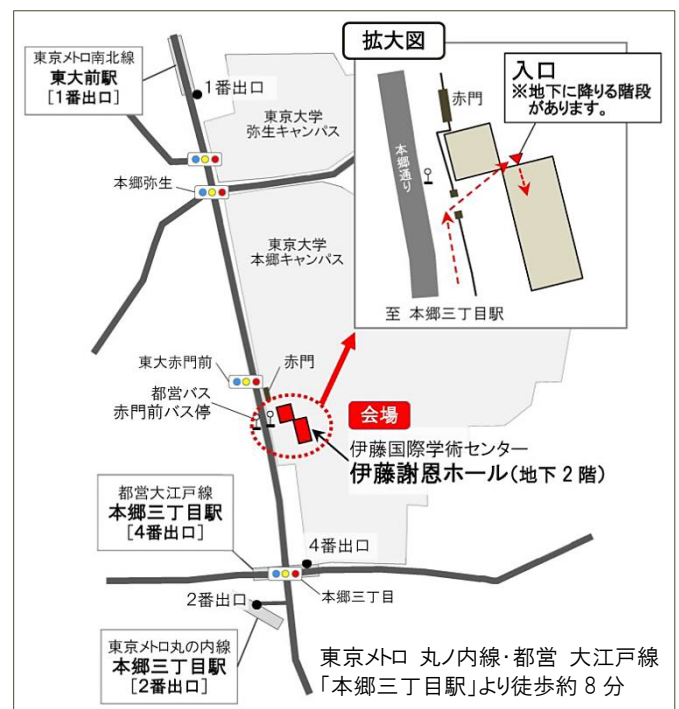 東京メトロ南北線
東大前駅
[1番出口]
1番出口
東京大学
弥生キャンパス
本郷弥生
東京大学
本郷キャンパス
拡大図
入口
※地下に降りる階段
があります。
赤門
本郷通り
至 本郷三丁目駅
東大赤門前
赤門
都営バス
赤門前バス停
会場
伊藤国際学術センター
伊藤謝恩ホール(地下2階)
都営大江戸線
本郷三丁目駅
[4番出口]
4番出口
本郷三丁目
2番出口
東京メトロ丸の内線
本郷三丁目駅
[2番出口]
東京メトロ 丸ノ内線・都営 大江戸線
「本郷三丁目駅」より徒歩約8分